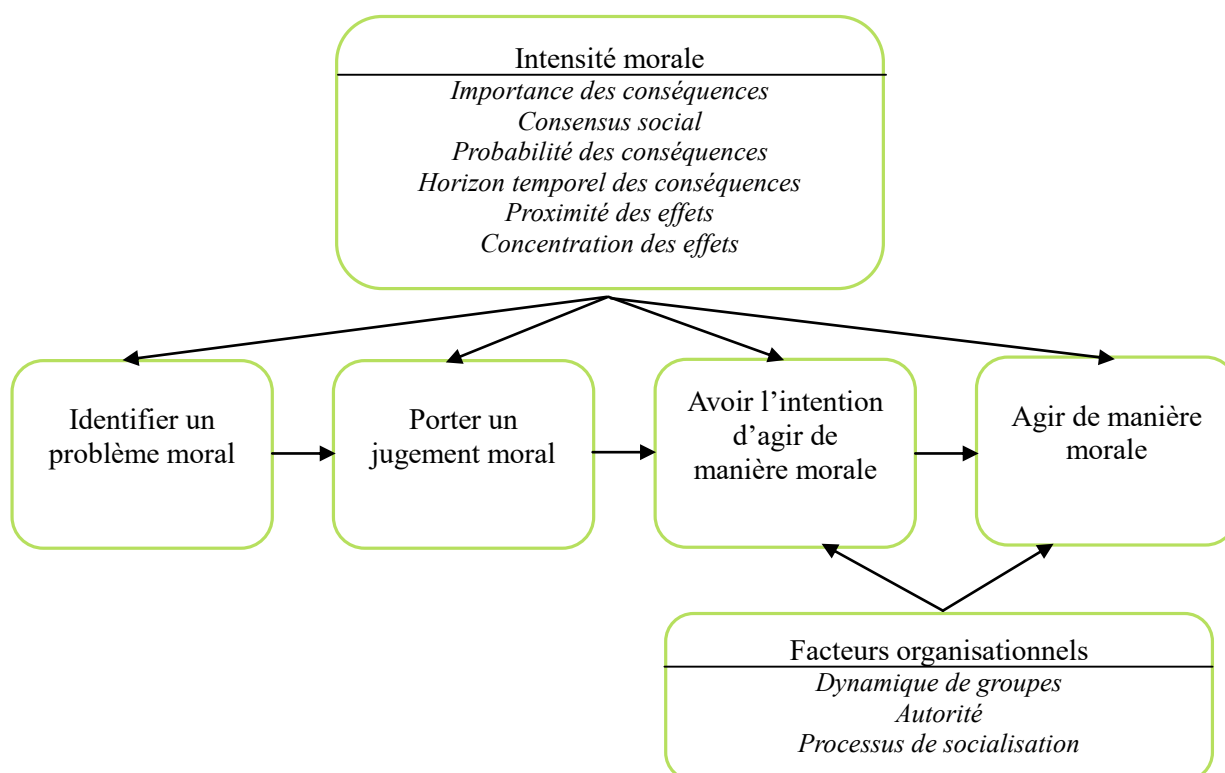 Intensité morale
Importance des conséquences
Consensus social
Probabilité des conséquences
Horizon temporel des conséquences
Proximité des effets
Concentration des effets
Identifier un
problème moral
Porter un
jugement moral
Avoir l’intention
d’agir de
manière morale
Agir de manière
morale
Facteurs organisationnels
Dynamique de groupes
Autorité
Processus de socialisation